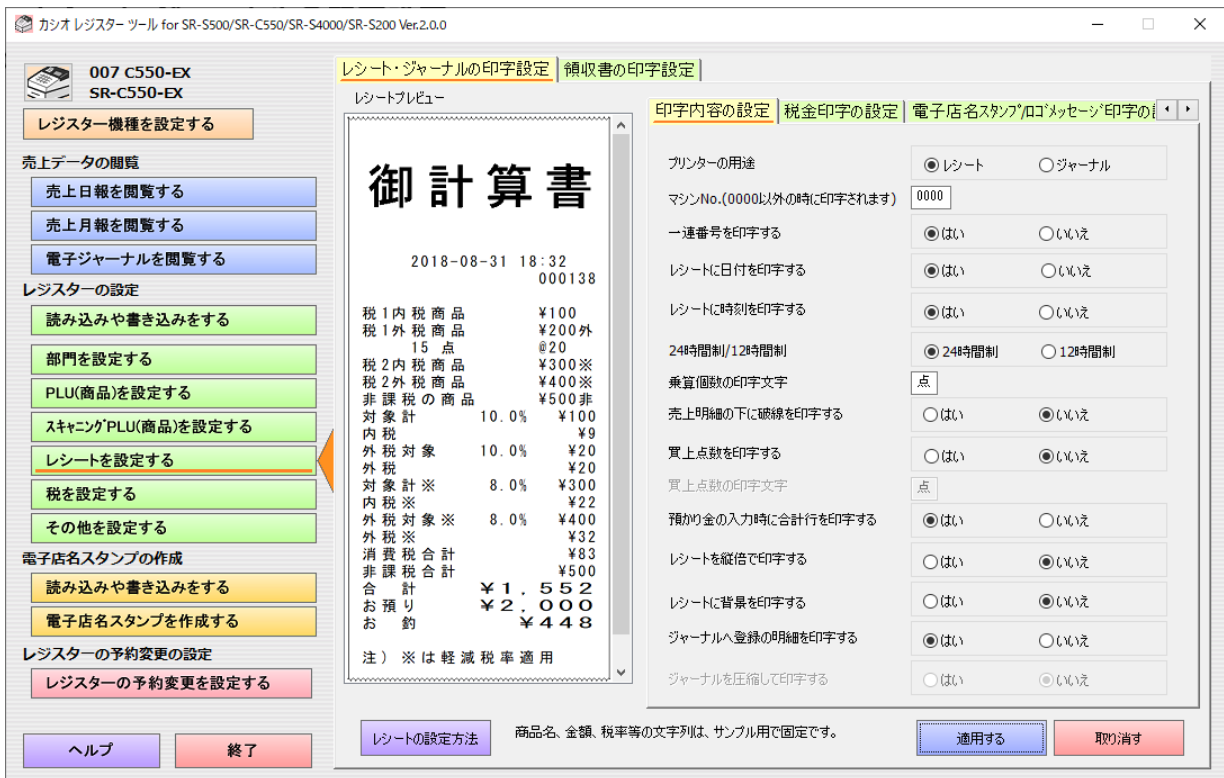 カシオ レジスター ツール for SR-S500/SR-C550/SR-S4000/SR-S200 Ver.2.0.0
007 C550-EX
SR-C550-EX
レジスター機種を設定する
売上データの閲覧
売上日報を閲覧する
売上月報を閲覧する
電子ジャーナルを閲覧する
レジスターの設定
読み込みや書き込みをする
部門を設定する
PLU(商品)を設定する
スキャニングPLU(商品)を設定する
レシートを設定する
税を設定する
その他を設定する
電子店名スタンプの作成
読み込みや書き込みをする
電子店名スタンプを作成する
レジスターの予約変更の設定
レジスターの予約変更を設定する
ヘルプ 終了
レシート・ジャーナルの印字設定 領収書の印字設定
レシートプレビュー
御計算書
2018-08-31 18:32
000138
税1内税商品 ¥100
税1外税商品 ¥200外
15 点 @20
税2内税商品 ¥300※
税2外税商品 ¥400※
非課税の商品 ¥500非
対象計 10.0% ¥100
内税 ¥9
外税対象 10.0% ¥20
外税 ¥20
対象計※ 8.0% ¥300
内税※ ¥22
外税対象※ 8.0% ¥400
外税※ ¥32
消費税合計 ¥83
非課税合計 ¥500
合 計 ¥1,552
お預り ¥2,000
お 釣 ¥448
注) ※は軽減税率適用
印字内容の設定 税金印字の設定 電子店名スタンプ/ロゴメッセージ印字の
プリンターの用途 レシート ジャーナル
マシンNo.(0000以外の時に印字されます) 0000
一連番号を印字する はい いいえ
レシートに日付を印字する はい いいえ
レシートに時刻を印字する はい いいえ
24時間制/12時間制 24時間制 12時間制
乗算個数の印字文字 点
売上明細の下に破線を印字する はい いいえ
買上点数を印字する はい いいえ
買上点数の印字文字 点
預かり金の入力時に合計行を印字する はい いいえ
レシートを縦倍で印字する はい いいえ
レシートに背景を印字する はい いいえ
ジャーナルへ登録の明細を印字する はい いいえ
ジャーナルを圧縮して印字する はい いいえ
レシートの設定方法 商品名、金額、税率等の文字列は、サンプル用で固定です。 適用する 取り消す